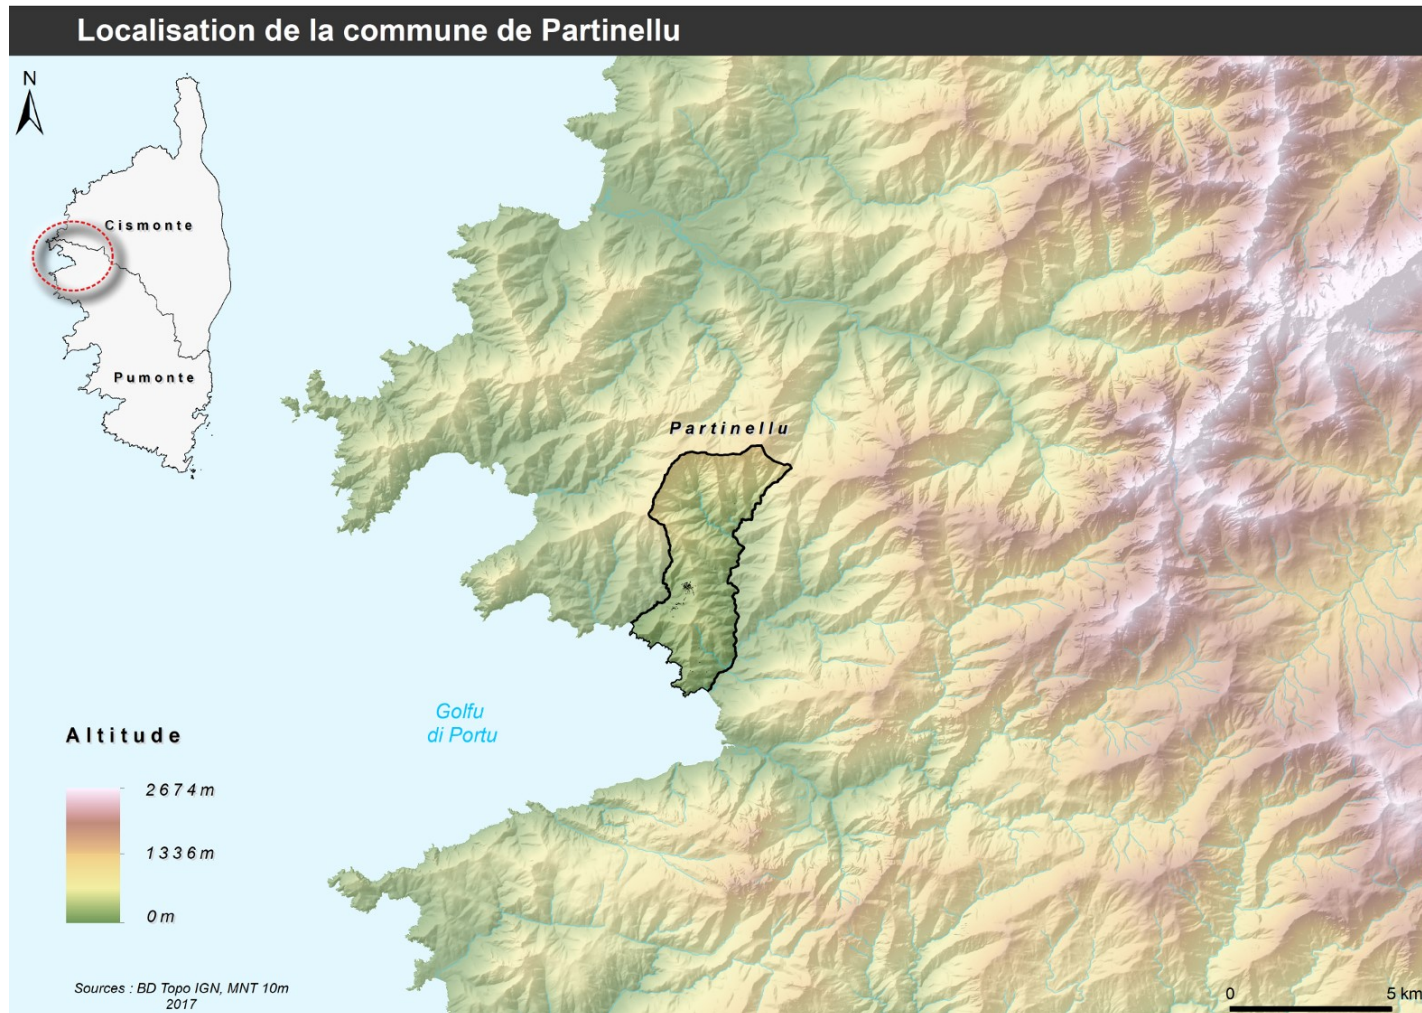 Localisation de la commune de Partinellu
N
Cismonte
Pumonte
Partinellu
Golfu
di Portu
Altitude
2674m
1336m
0m
Sources : BD Topo IGN, MNT 10m
2017
0
5 km